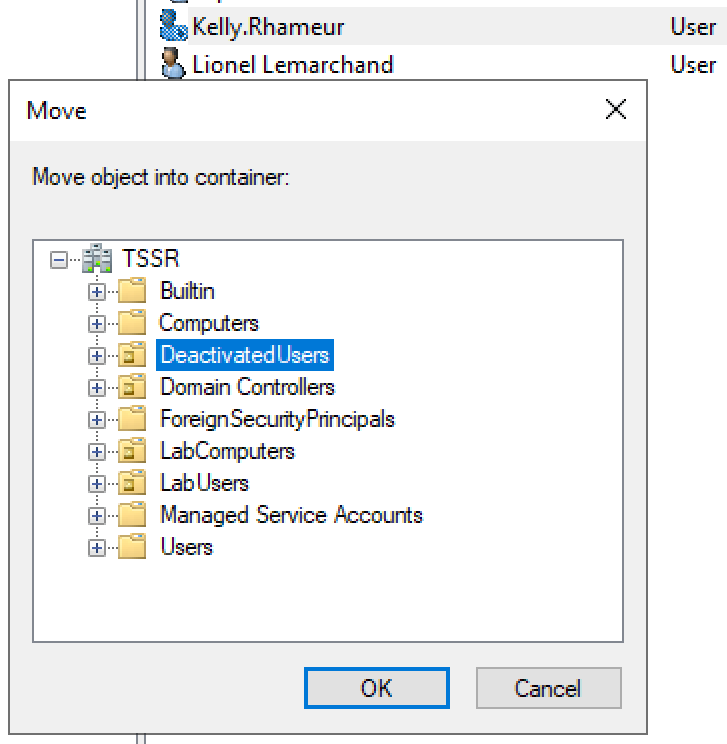 Kelly.Rhameur User
Lionel Lemarchand User
Move
Move object into container:
TSSR
Builtin
Computers
DeactivatedUsers
Domain Controllers
ForeignSecurityPrincipals
LabComputers
LabUsers
Managed Service Accounts
Users
OK Cancel